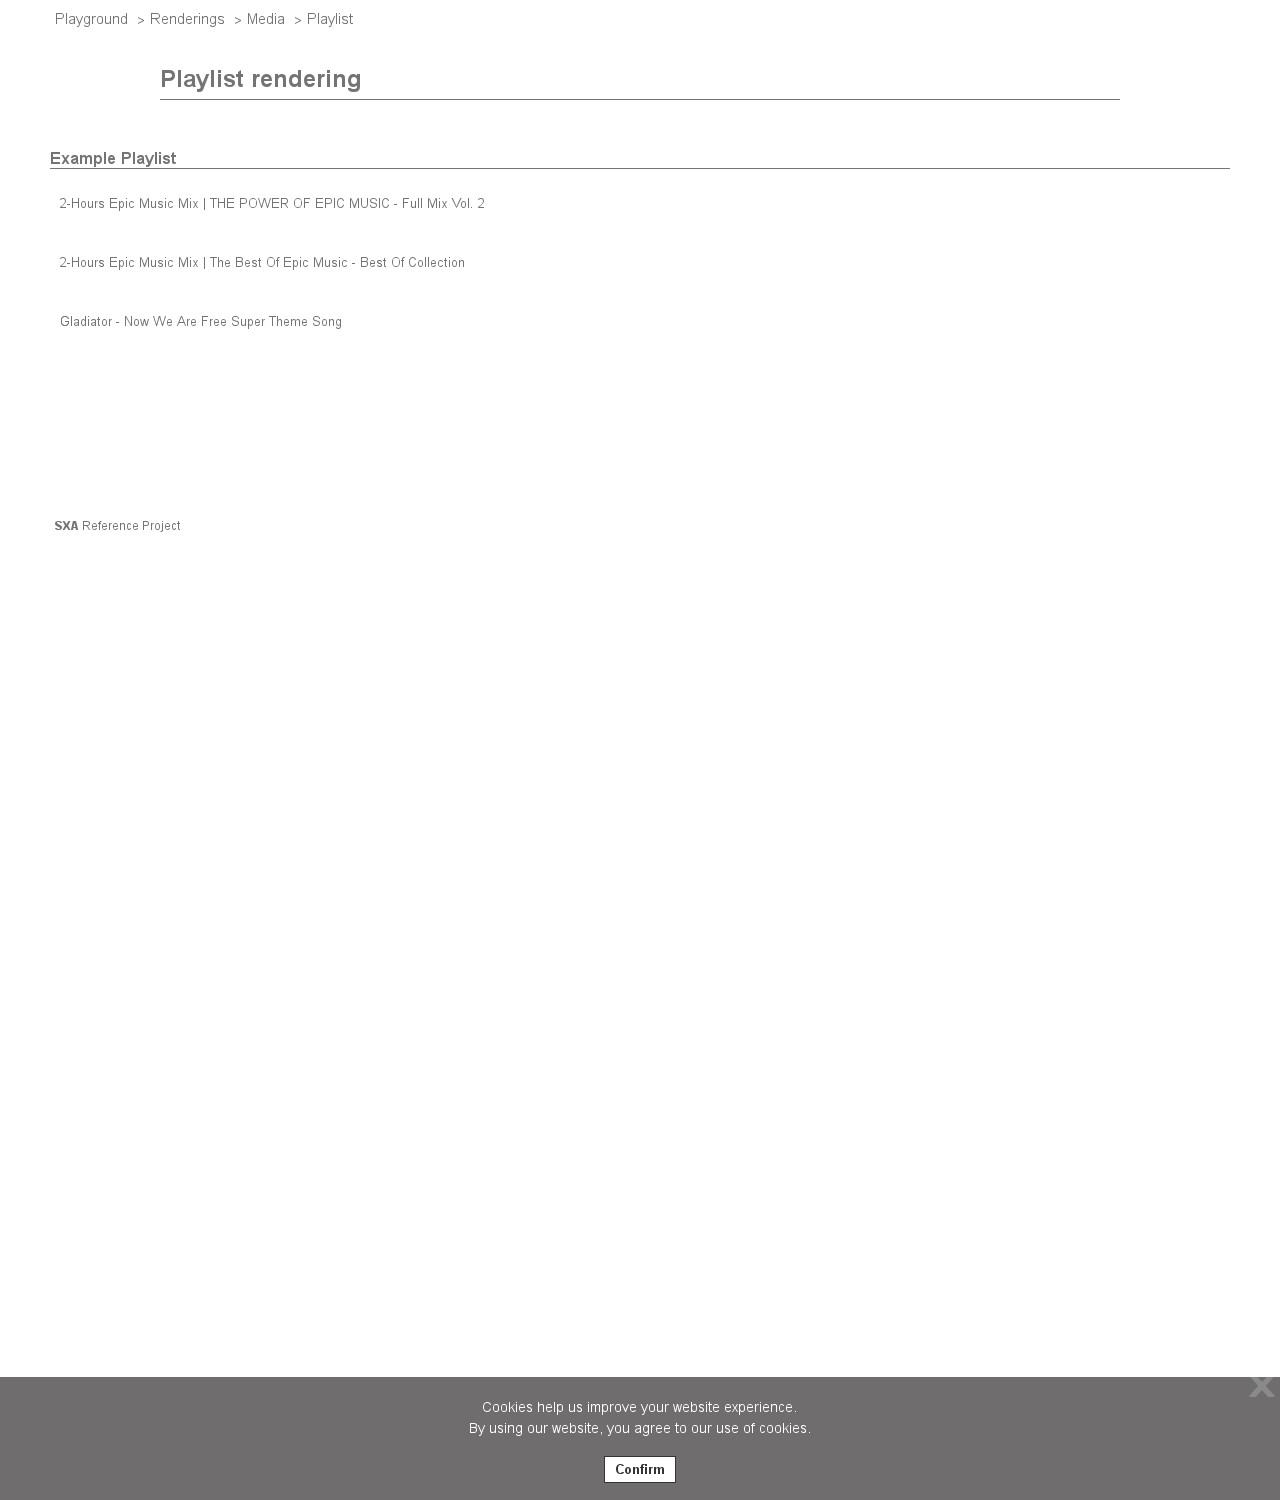 Playground > Renderings > Media > Playlist
Playlist rendering
Example Playlist
2-Hours Epic Music Mix | THE POWER OF EPIC MUSIC - Full Mix Vol. 2
2-Hours Epic Music Mix | The Best Of Epic Music - Best Of Collection
Gladiator - Now We Are Free Super Theme Song
SXA Reference Project
X
Cookies help us improve your website experience.
By using our website, you agree to our use of cookies.
Confirm